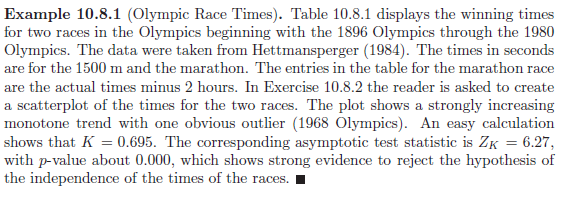 Example 10.8.1 (Olympic Race Times). Table 10.8.1 displays the winning times
for two races in the Olympics beginning with the 1896 Olympics through the 1980
Olympics. The data were taken from Hettmansperger (1984). The times in seconds
are for the 1500 m and the marathon. The entries in the table for the marathon race
are the actual times minus 2 hours. In Exercise 10.8.2 the reader is asked to create
a scatterplot of the times for the two races. The plot shows a strongly increasing
monotone trend with one obvious outlier (1968 Olympics). An easy calculation
shows that K = 0.695. The corresponding asymptotic test statistic is Z_K = 6.27,
with p-value about 0.000, which shows strong evidence to reject the hypothesis of
the independence of the times of the races. ■